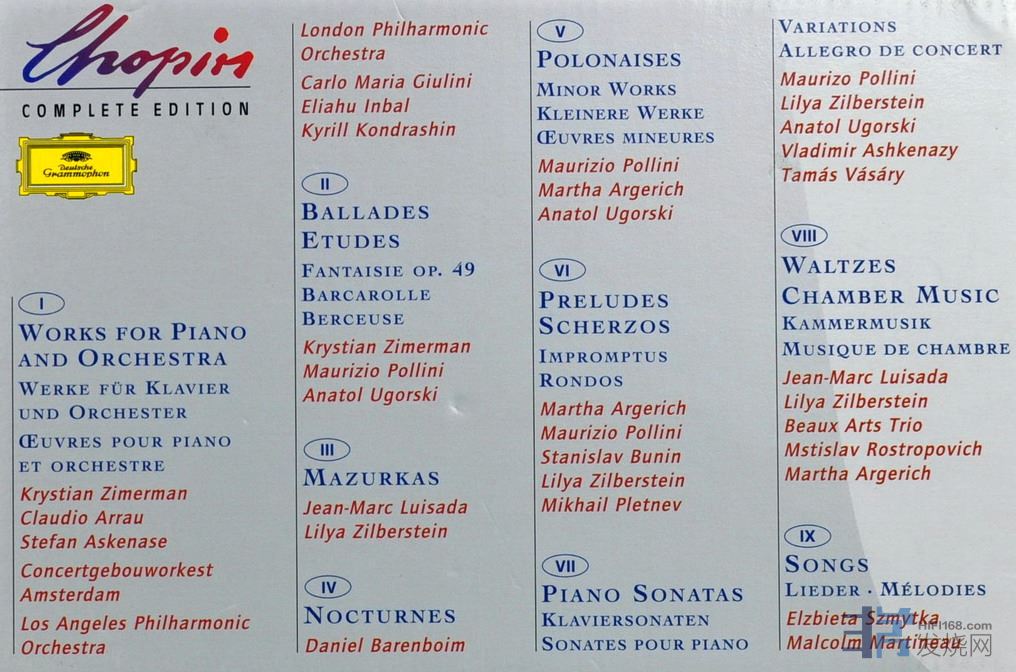 Chopin
COMPLETE EDITION
Deutsche
Grammophon
I
WORKS FOR PIANO
AND ORCHESTRA
WERKE FÜR KLAVIER
UND ORCHESTER
ŒUVRES POUR PIANO
ET ORCHESTRE
Krystian Zimerman
Claudio Arrau
Stefan Askenase
Concertgebouworkest
Amsterdam
Los Angeles Philharmonic
Orchestra
London Philharmonic
Orchestra
Carlo Maria Giulini
Eliahu Inbal
Kyrill Kondrashin
II
BALLADES
ETUDES
FANTAISIE OP. 49
BARCAROLLE
BERCEUSE
Krystian Zimerman
Maurizio Pollini
Anatol Ugorski
III
MAZURKAS
Jean-Marc Luisada
Lilya Zilberstein
IV
NOCTURNES
Daniel Barenboim
V
POLONAISES
MINOR WORKS
KLEINERE WERKE
ŒUVRES MINEURES
Maurizio Pollini
Martha Argerich
Anatol Ugorski
VI
PRELUDES
SCHERZOS
IMPROMPTUS
RONDOS
Martha Argerich
Maurizio Pollini
Stanislav Bunin
Lilya Zilberstein
Mikhail Pletnev
VII
PIANO SONATAS
KLAVIERSONATEN
SONATES POUR PIANO
VARIATIONS
ALLEGRO DE CONCERT
Maurizo Pollini
Lilya Zilberstein
Anatol Ugorski
Vladimir Ashkenazy
Tamás Vásáry
VIII
WALTZES
CHAMBER MUSIC
KAMMERMUSIK
MUSIQUE DE CHAMBRE
Jean-Marc Luisada
Lilya Zilberstein
Beaux Arts Trio
Mstislav Rostropovich
Martha Argerich
IX
SONGS
LIEDER · MÉLODIES
Elzbieta Szmytka
Malcolm Martineau
HIFI168.com
发烧网